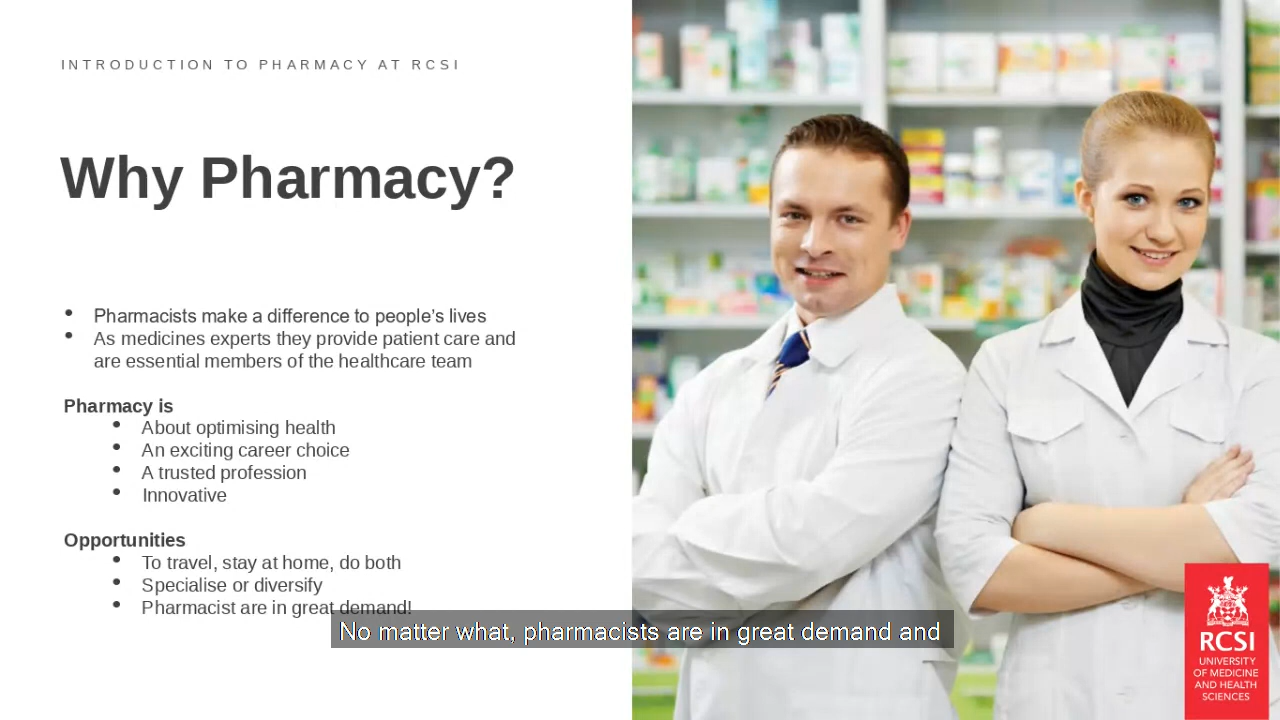 INTRODUCTION TO PHARMACY AT RCSI
Why Pharmacy?
• Pharmacists make a difference to people's lives
• As medicines experts they provide patient care and
are essential members of the healthcare team
Pharmacy is
• About optimising health
• An exciting career choice
• A trusted profession
• Innovative
Opportunities
• To travel, stay at home, do both
• Specialise or diversify
• Pharmacist are in great demand!
No matter what, pharmacists are in great demand and
RCSI
UNIVERSITY
OF MEDICINE
AND HEALTH
SCIENCES